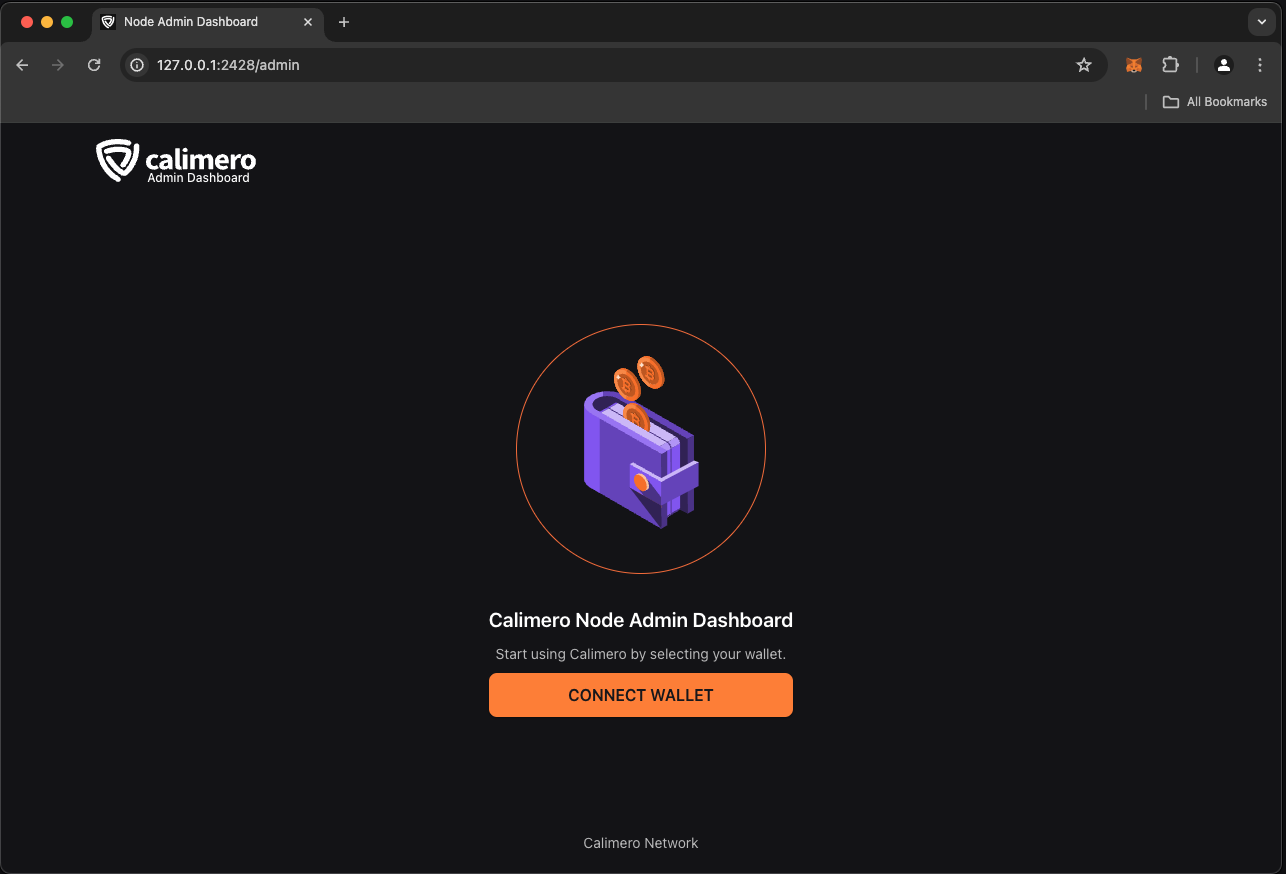 Node Admin Dashboard
127.0.0.1:2428/admin
All Bookmarks
calimero
Admin Dashboard
Calimero Node Admin Dashboard
Start using Calimero by selecting your wallet.
CONNECT WALLET
Calimero Network